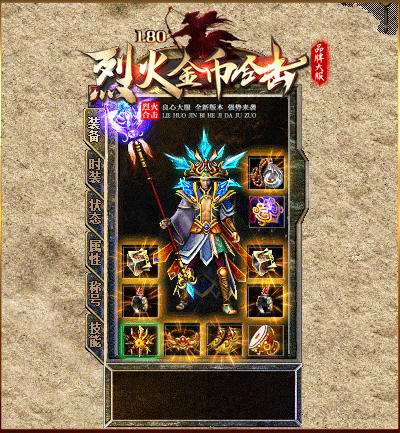 1.80
烈火金币合击
品牌大服
烈火
合击
良心大服 全新版本 强势来袭
LIE HUO JIN BI HE JI DA JU ZUO
装备
时装
状态
属性
称号
技能